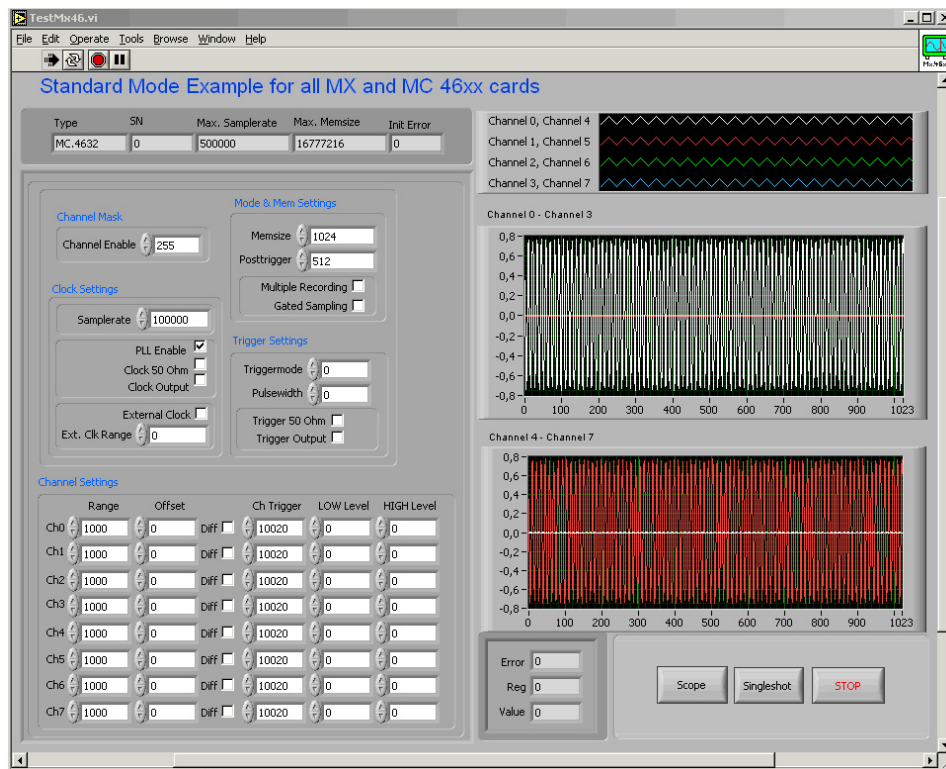 TestMx46.vi
File Edit Operate Tools Browse Window Help
Standard Mode Example for all MX and MC 46xx cards
Type SN Max. Samplerate Max. Memsize Init Error
MC.4632 0 500000 16777216 0
Channel 0, Channel 4
Channel 1, Channel 5
Channel 2, Channel 6
Channel 3, Channel 7
Channel Mask
Channel Enable 255
Mode & Mem Settings
Memsize 1024
Posttrigger 512
Multiple Recording
Gated Sampling
Clock Settings
Samplerate 100000
PLL Enable
Clock 50 Ohm
Clock Output
External Clock
Ext. Clk Range 0
Trigger Settings
Triggermode 0
Pulsewidth 0
Trigger 50 Ohm
Trigger Output
Channel Settings
Range Offset Ch Trigger LOW Level HIGH Level
Ch0 1000 0 Diff 10020 0 0
Ch1 1000 0 Diff 10020 0 0
Ch2 1000 0 Diff 10020 0 0
Ch3 1000 0 Diff 10020 0 0
Ch4 1000 0 Diff 10020 0 0
Ch5 1000 0 Diff 10020 0 0
Ch6 1000 0 Diff 10020 0 0
Ch7 1000 0 Diff 10020 0 0
Channel 0 - Channel 3
0,8
0,6
0,4
0,2
0,0
-0,2
-0,4
-0,6
-0,8
0 100 200 300 400 500 600 700 800 900 1023
Channel 4 - Channel 7
0,8
0,6
0,4
0,2
0,0
-0,2
-0,4
-0,6
-0,8
0 100 200 300 400 500 600 700 800 900 1023
Error 0
Reg 0
Value 0
Scope Singleshot STOP